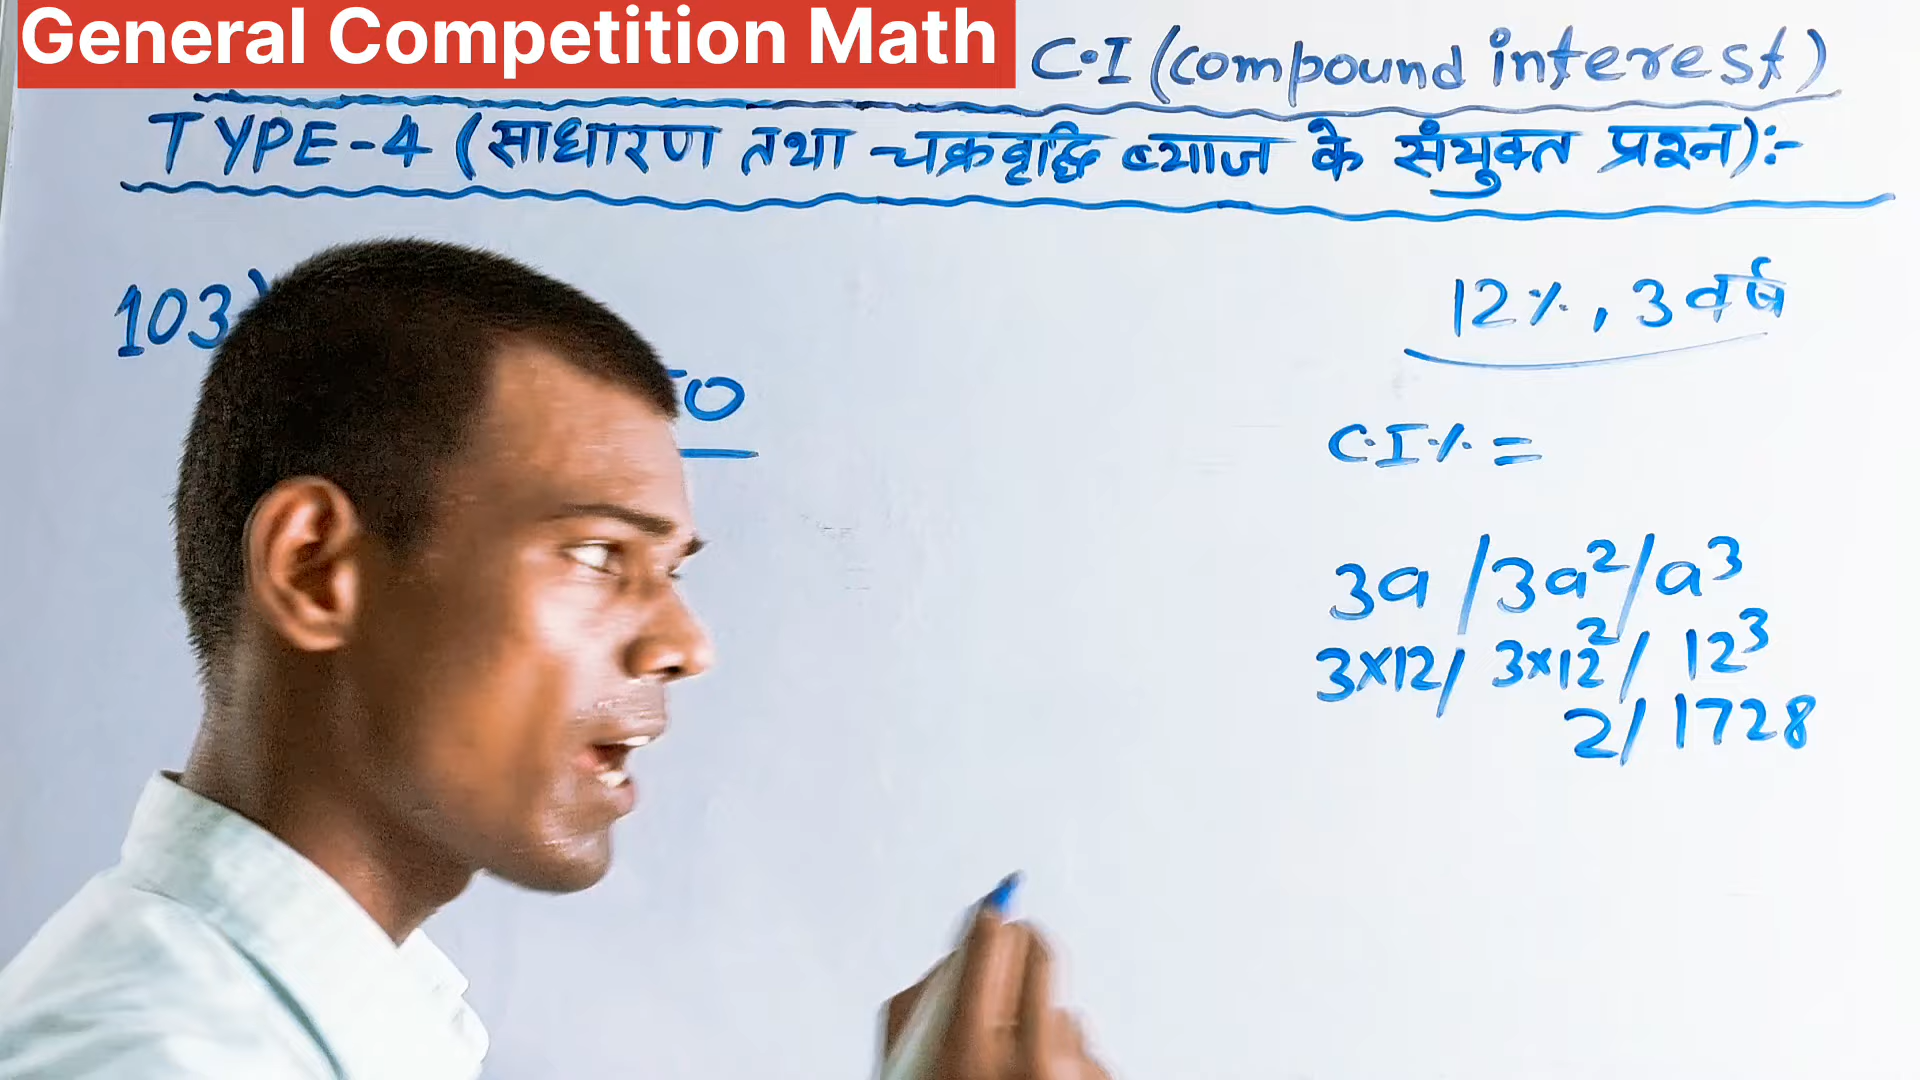 General Competition Math
C.I (compound interest)
TYPE-4 (साधारण तथा चक्रवृद्धि ब्याज के संयुक्त प्रश्न):-
103)
12%, 3 वर्ष
50
C.I% =
3a / 3a² / a³
3×12 / 3×12² / 12³
2 / 1728